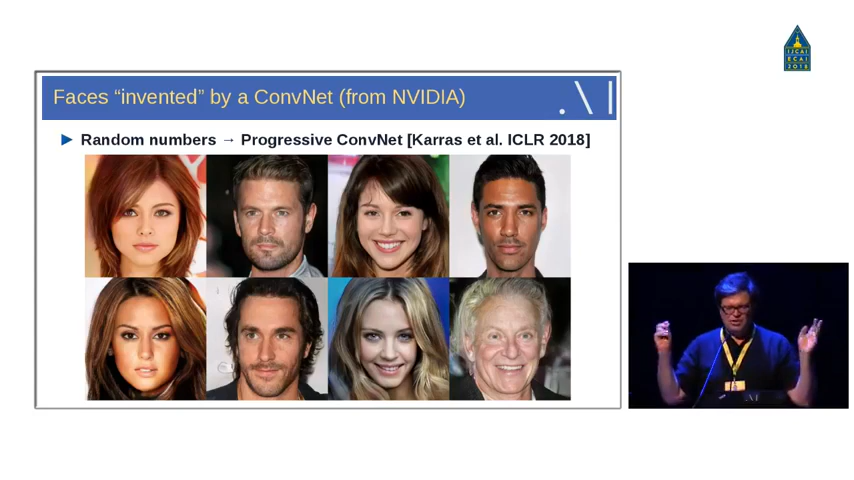 IJCAI
ECAI
2018
Faces “invented” by a ConvNet (from NVIDIA)
► Random numbers → Progressive ConvNet [Karras et al. ICLR 2018]